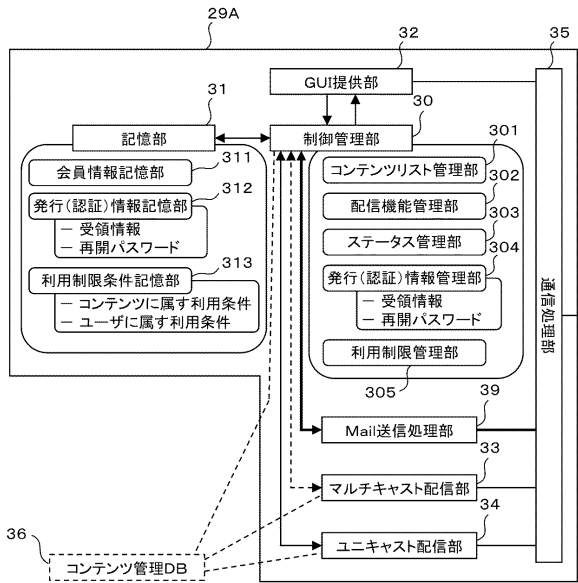 29A
32
35
GUI提供部
31
30
記憶部
制御管理部
311
会員情報記憶部
312
発行(認証)情報記憶部
― 受領情報
― 再開パスワード
313
利用制限条件記憶部
― コンテンツに属す利用条件
― ユーザに属す利用条件
301
コンテンツリスト管理部
302
配信機能管理部
303
ステータス管理部
304
発行(認証)情報管理部
― 受領情報
― 再開パスワード
利用制限管理部
305
通信処理部
39
Mail送信処理部
33
マルチキャスト配信部
34
ユニキャスト配信部
36
コンテンツ管理DB